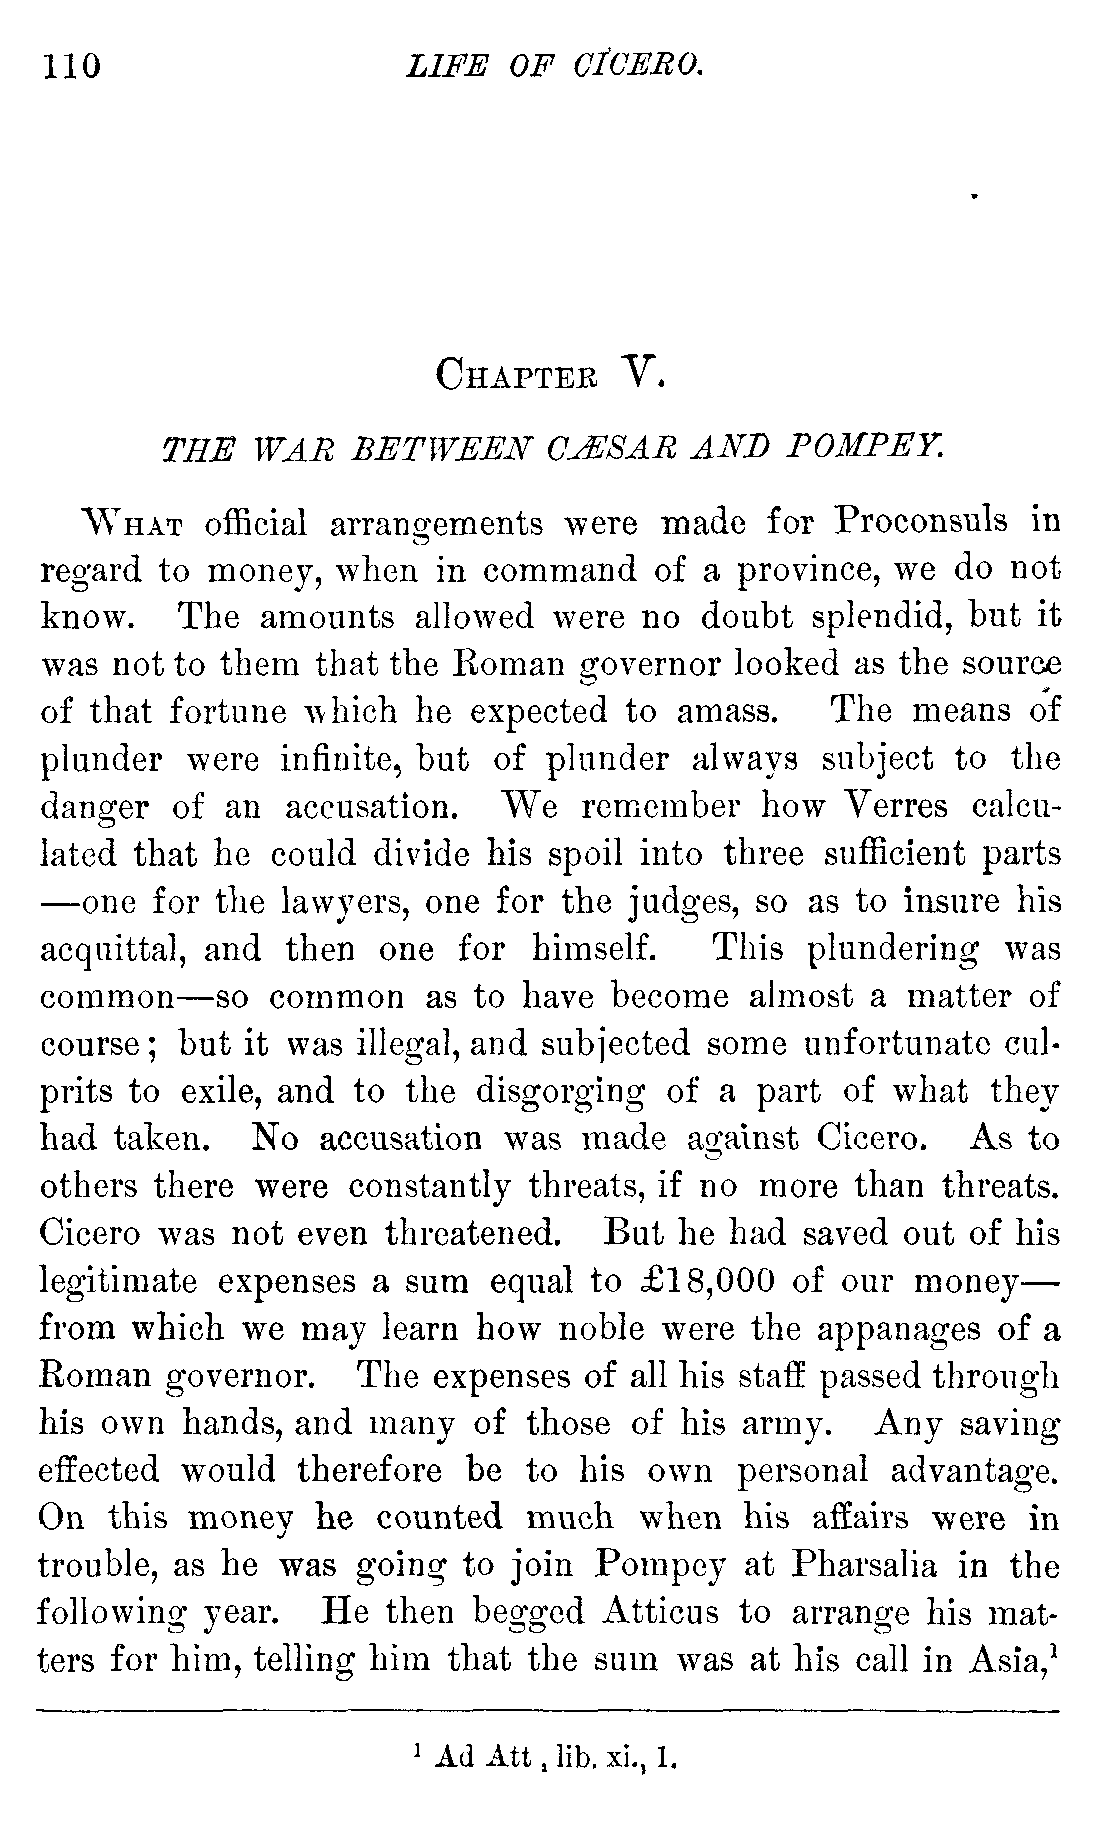 110 LIFE OF CICERO.
CHAPTER V.
THE WAR BETWEEN CÆSAR AND POMPEY.
WHAT official arrangements were made for Proconsuls in
regard to money, when in command of a province, we do not
know. The amounts allowed were no doubt splendid, but it
was not to them that the Roman governor looked as the source
of that fortune which he expected to amass. The means of
plunder were infinite, but of plunder always subject to the
danger of an accusation. We remember how Verres calcu-
lated that he could divide his spoil into three sufficient parts
—one for the lawyers, one for the judges, so as to insure his
acquittal, and then one for himself. This plundering was
common—so common as to have become almost a matter of
course; but it was illegal, and subjected some unfortunate cul-
prits to exile, and to the disgorging of a part of what they
had taken. No accusation was made against Cicero. As to
others there were constantly threats, if no more than threats.
Cicero was not even threatened. But he had saved out of his
legitimate expenses a sum equal to £18,000 of our money—
from which we may learn how noble were the appanages of a
Roman governor. The expenses of all his staff passed through
his own hands, and many of those of his army. Any saving
effected would therefore be to his own personal advantage.
On this money he counted much when his affairs were in
trouble, as he was going to join Pompey at Pharsalia in the
following year. He then begged Atticus to arrange his mat-
ters for him, telling him that the sum was at his call in Asia,¹
¹ Ad Att, lib. xi., 1.